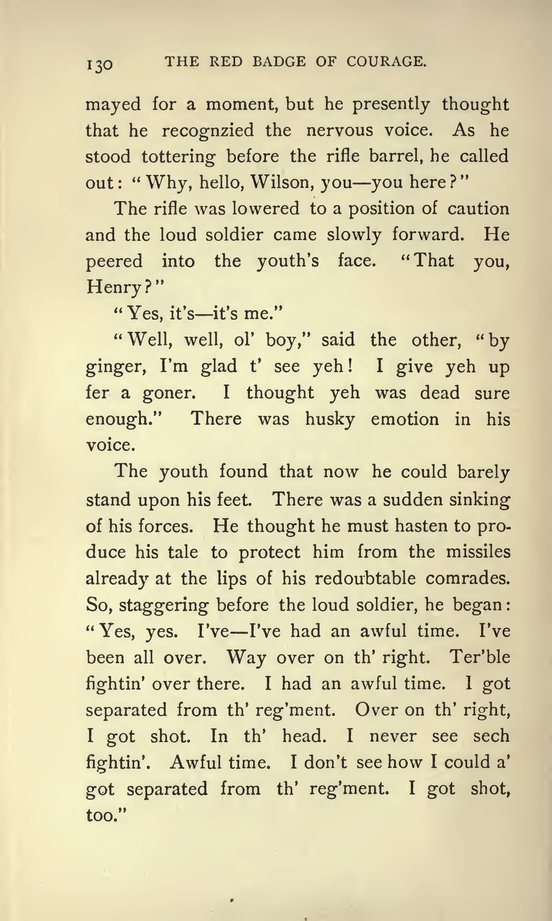 130 THE RED BADGE OF COURAGE.
mayed for a moment, but he presently thought
that he recognzied the nervous voice. As he
stood tottering before the rifle barrel, he called
out: "Why, hello, Wilson, you—you here?"
The rifle was lowered to a position of caution
and the loud soldier came slowly forward. He
peered into the youth's face. "That you,
Henry?"
"Yes, it's—it's me."
"Well, well, ol' boy," said the other, "by
ginger, I'm glad t' see yeh! I give yeh up
fer a goner. I thought yeh was dead sure
enough." There was husky emotion in his
voice.
The youth found that now he could barely
stand upon his feet. There was a sudden sinking
of his forces. He thought he must hasten to pro-
duce his tale to protect him from the missiles
already at the lips of his redoubtable comrades.
So, staggering before the loud soldier, he began:
"Yes, yes. I've—I've had an awful time. I've
been all over. Way over on th' right. Ter'ble
fightin' over there. I had an awful time. I got
separated from th' reg'ment. Over on th' right,
I got shot. In th' head. I never see sech
fightin'. Awful time. I don't see how I could a'
got separated from th' reg'ment. I got shot,
too."